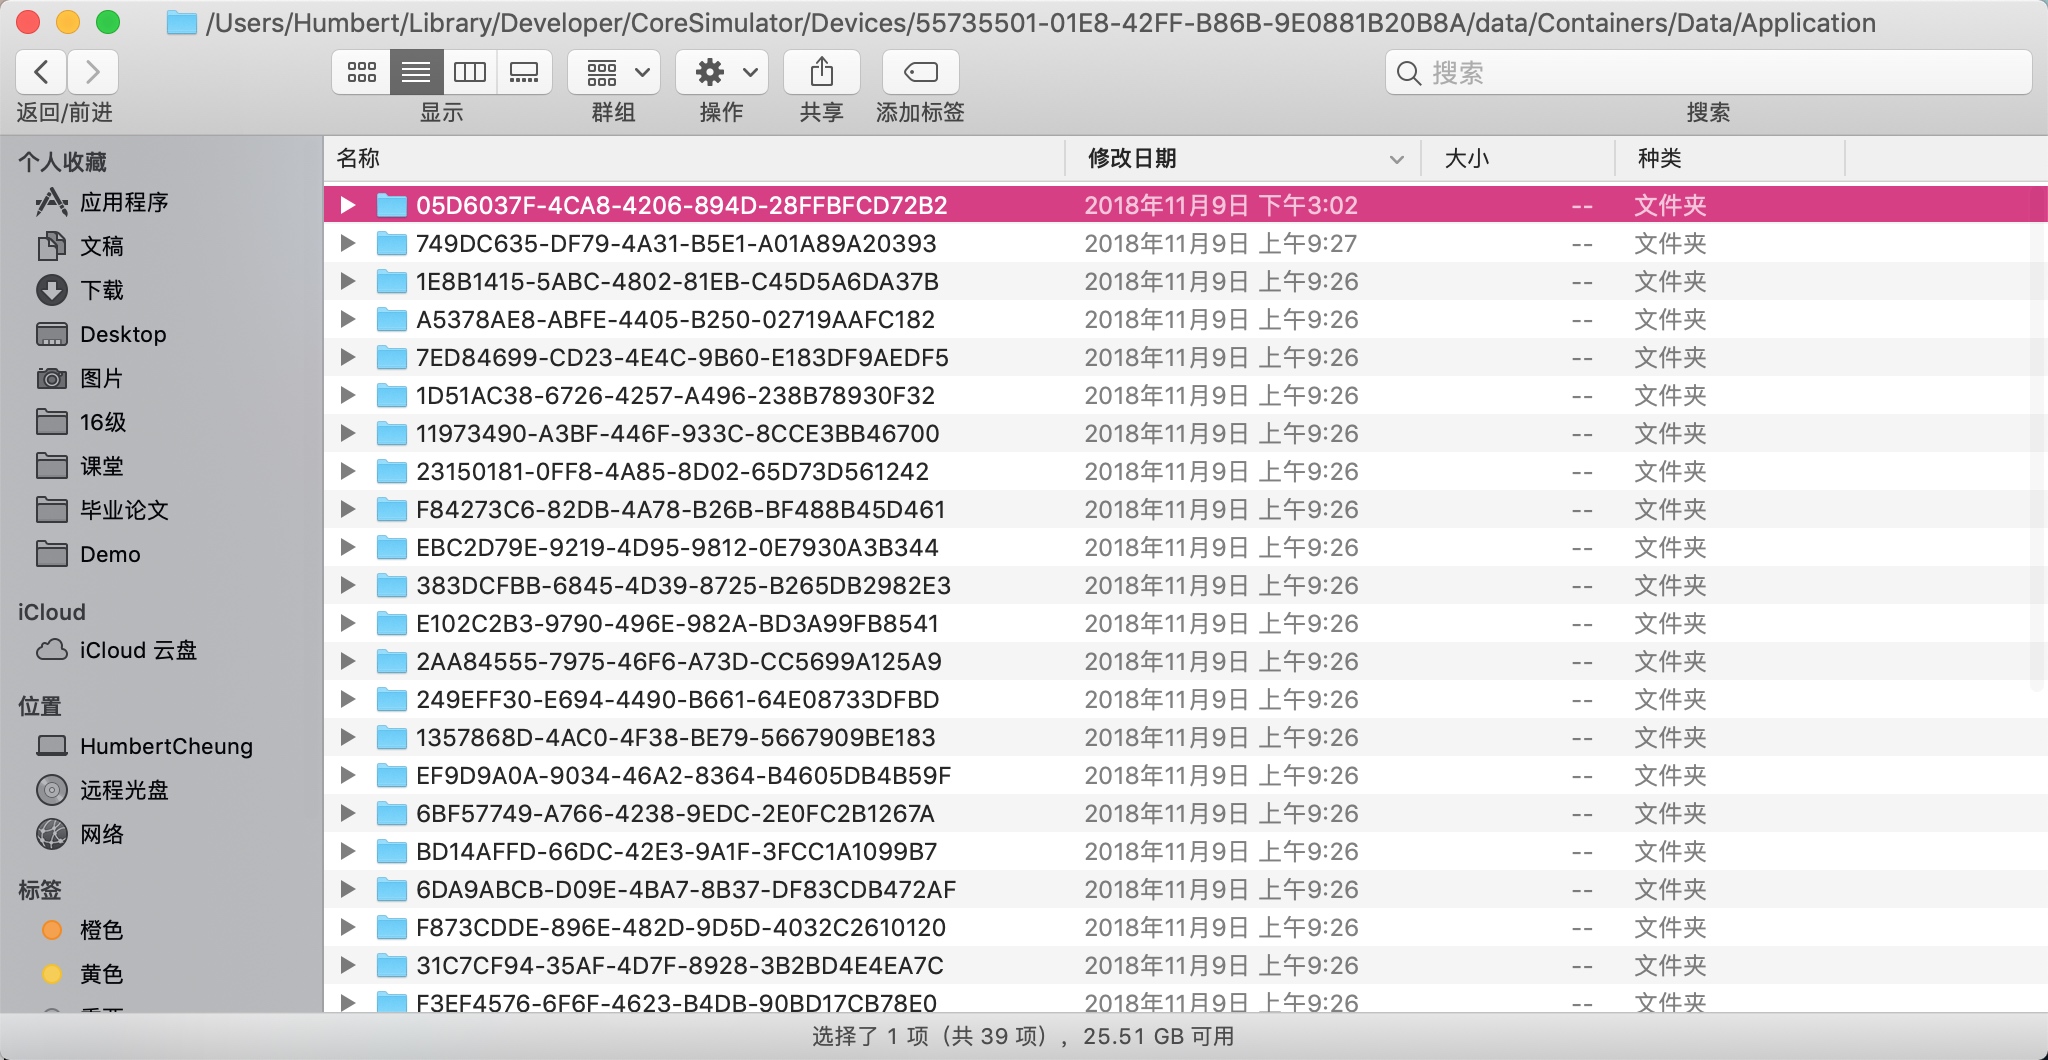 /Users/Humbert/Library/Developer/CoreSimulator/Devices/55735501-01E8-42FF-B86B-9E0881B20B8A/data/Containers/Data/Application
搜索
返回/前进 显示 群组 操作 共享 添加标签 搜索
个人收藏
应用程序
文稿
下载
Desktop
图片
16级
课堂
毕业论文
Demo
iCloud
iCloud 云盘
位置
HumbertCheung
远程光盘
网络
标签
橙色
黄色
名称 修改日期 大小 种类
05D6037F-4CA8-4206-894D-28FFBFCD72B2 2018年11月9日 下午3:02 -- 文件夹
749DC635-DF79-4A31-B5E1-A01A89A20393 2018年11月9日 上午9:27 -- 文件夹
1E8B1415-5ABC-4802-81EB-C45D5A6DA37B 2018年11月9日 上午9:26 -- 文件夹
A5378AE8-ABFE-4405-B250-02719AAFC182 2018年11月9日 上午9:26 -- 文件夹
7ED84699-CD23-4E4C-9B60-E183DF9AEDF5 2018年11月9日 上午9:26 -- 文件夹
1D51AC38-6726-4257-A496-238B78930F32 2018年11月9日 上午9:26 -- 文件夹
11973490-A3BF-446F-933C-8CCE3BB46700 2018年11月9日 上午9:26 -- 文件夹
23150181-0FF8-4A85-8D02-65D73D561242 2018年11月9日 上午9:26 -- 文件夹
F84273C6-82DB-4A78-B26B-BF488B45D461 2018年11月9日 上午9:26 -- 文件夹
EBC2D79E-9219-4D95-9812-0E7930A3B344 2018年11月9日 上午9:26 -- 文件夹
383DCFBB-6845-4D39-8725-B265DB2982E3 2018年11月9日 上午9:26 -- 文件夹
E102C2B3-9790-496E-982A-BD3A99FB8541 2018年11月9日 上午9:26 -- 文件夹
2AA84555-7975-46F6-A73D-CC5699A125A9 2018年11月9日 上午9:26 -- 文件夹
249EFF30-E694-4490-B661-64E08733DFBD 2018年11月9日 上午9:26 -- 文件夹
1357868D-4AC0-4F38-BE79-5667909BE183 2018年11月9日 上午9:26 -- 文件夹
EF9D9A0A-9034-46A2-8364-B4605DB4B59F 2018年11月9日 上午9:26 -- 文件夹
6BF57749-A766-4238-9EDC-2E0FC2B1267A 2018年11月9日 上午9:26 -- 文件夹
BD14AFFD-66DC-42E3-9A1F-3FCC1A1099B7 2018年11月9日 上午9:26 -- 文件夹
6DA9ABCB-D09E-4BA7-8B37-DF83CDB472AF 2018年11月9日 上午9:26 -- 文件夹
F873CDDE-896E-482D-9D5D-4032C2610120 2018年11月9日 上午9:26 -- 文件夹
31C7CF94-35AF-4D7F-8928-3B2BD4E4EA7C 2018年11月9日 上午9:26 -- 文件夹
F3EF4576-6F6F-4623-B4DB-90BD17CB78E0 2018年11月9日 上午9:26 -- 文件夹
选择了 1 项（共 39 项）, 25.51 GB 可用